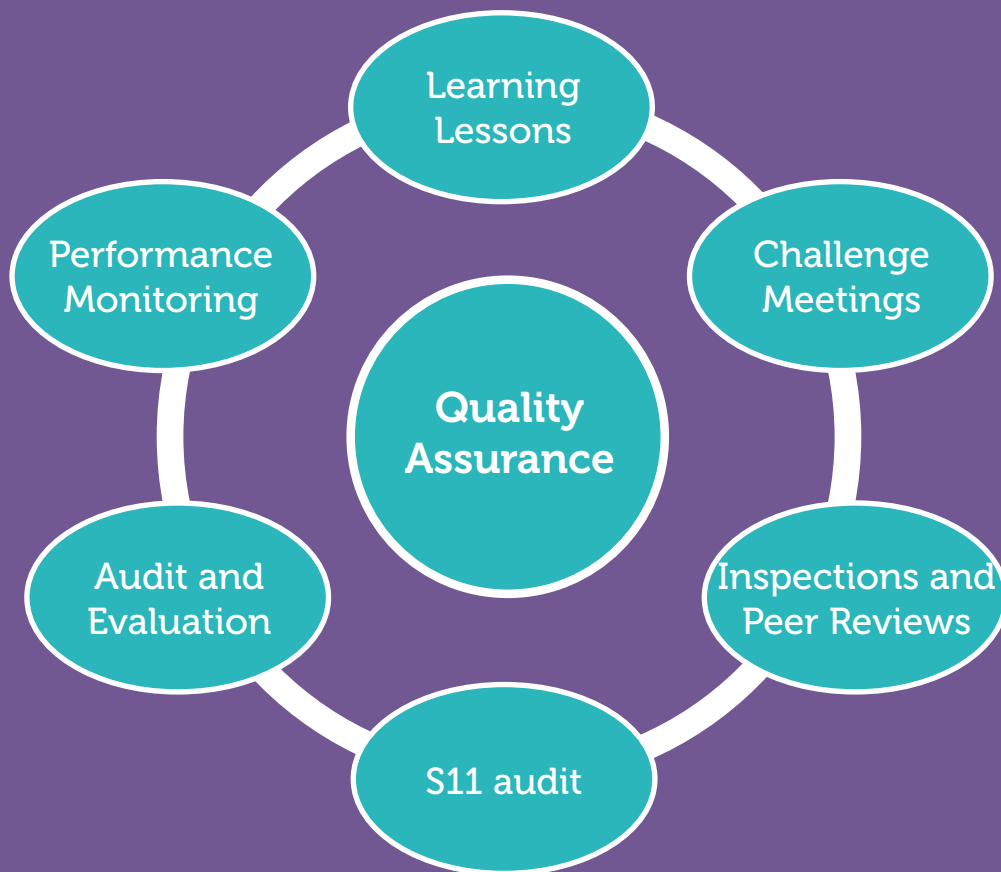 Learning
Lessons
Challenge
Meetings
Inspections and
Peer Reviews
S11 audit
Audit and
Evaluation
Performance
Monitoring
Quality
Assurance